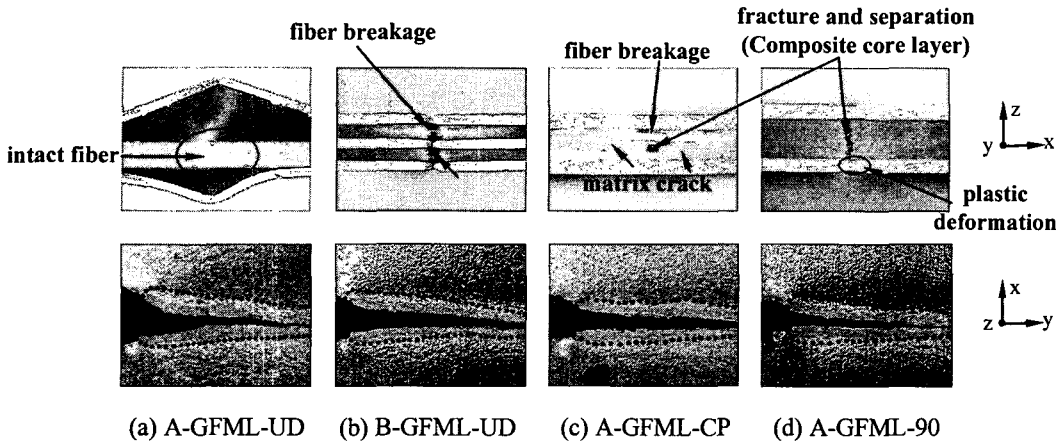 fiber breakage
fiber breakage
fracture and separation
(Composite core layer)
intact fiber
matrix crack
plastic
deformation
z
y
x
x
z
y
(a) A-GFML-UD
(b) B-GFML-UD
(c) A-GFML-CP
(d) A-GFML-90